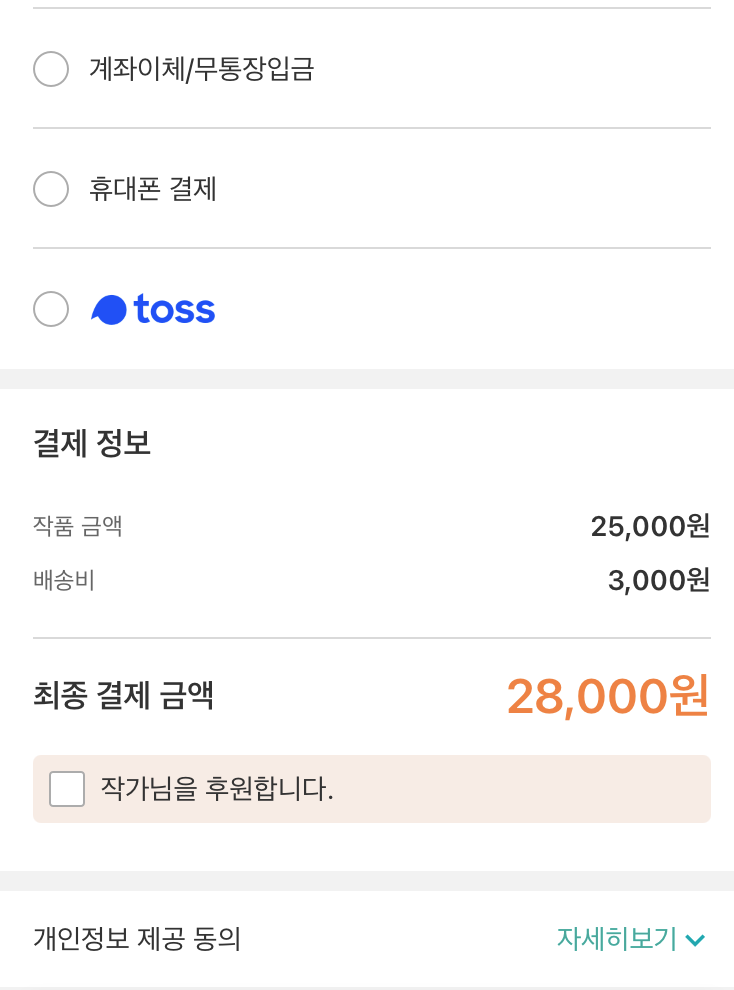 계좌이체/무통장입금
휴대폰 결제
toss
결제 정보
작품 금액 25,000원
배송비 3,000원
최종 결제 금액 28,000원
작가님을 후원합니다.
개인정보 제공 동의 자세히보기